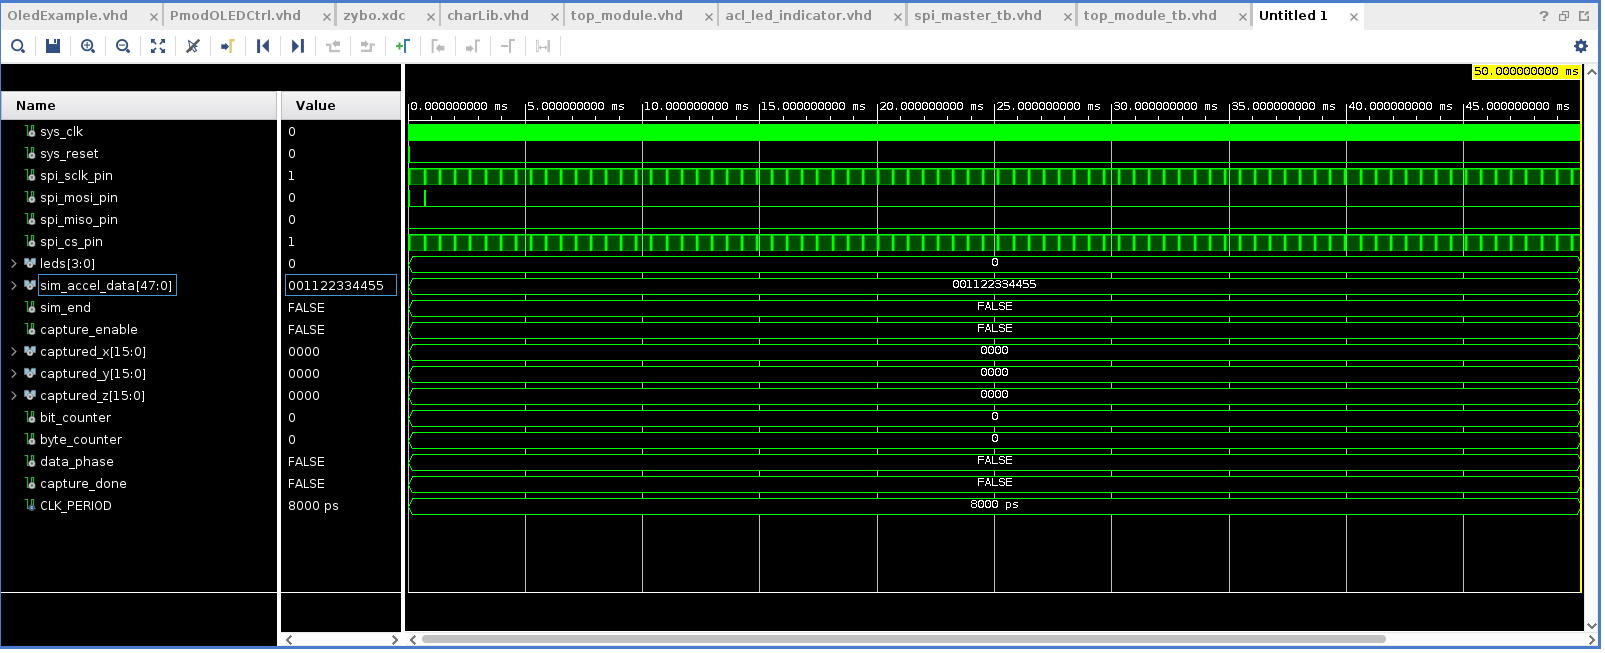 OledExample.vhd × PmodOLEDCtrl.vhd × zybo.xdc × charLib.vhd × top_module.vhd × acl_led_indicator.vhd × spi_master_tb.vhd × top_module_tb.vhd × Untitled 1 × ?
50.000000000 ms
Name Value 0.000000000 ms 5.000000000 ms 10.000000000 ms 15.000000000 ms 20.000000000 ms 25.000000000 ms 30.000000000 ms 35.000000000 ms 40.000000000 ms 45.000000000 ms
sys_clk 0
sys_reset 0
spi_sclk_pin 1
spi_mosi_pin 0
spi_miso_pin 0
spi_cs_pin 1
leds[3:0] 0 0
sim_accel_data[47:0] 001122334455 001122334455
sim_end FALSE FALSE
capture_enable FALSE FALSE
captured_x[15:0] 0000 0000
captured_y[15:0] 0000 0000
captured_z[15:0] 0000 0000
bit_counter 0 0
byte_counter 0 0
data_phase FALSE FALSE
capture_done FALSE FALSE
CLK_PERIOD 8000 ps 8000 ps